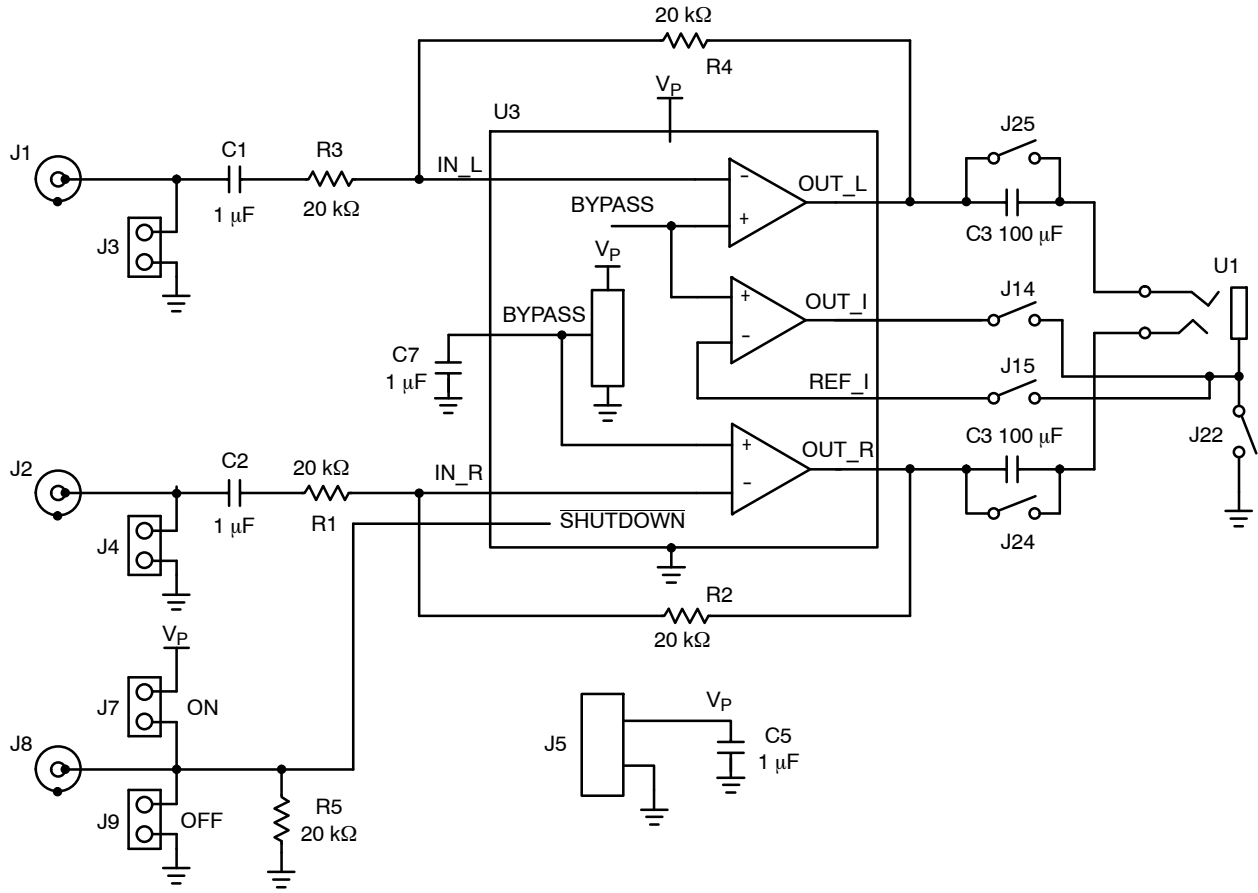 20 kΩ
R4
VP
U3
J25
J1
C1
R3
IN_L
–
OUT_L
1 μF
20 kΩ
BYPASS
+
C3 100 μF
J3
VP
U1
J14
+
OUT_I
BYPASS
–
C7
1 μF
J15
REF_I
C3 100 μF
J22
J2
C2
20 kΩ
IN_R
+
OUT_R
–
1 μF
R1
SHUTDOWN
J4
J24
R2
VP
20 kΩ
J7
ON
VP
J8
J5
C5
1 μF
J9
OFF
R5
20 kΩ